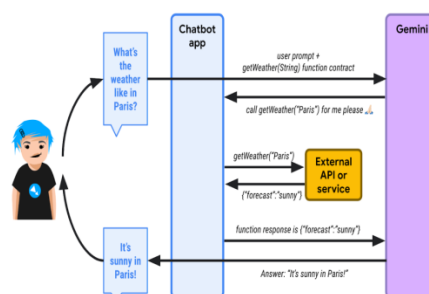 What's
the
weather
like in
Paris?
Chatbot
app
Gemini
user prompt +
getWeather(String) function contract
call getWeather("Paris") for me please 🙏
getWeather("Paris")
External
API or
service
{"forecast":"sunny"}
function response is {"forecast":"sunny"}
It's
sunny in
Paris!
Answer: "It's sunny in Paris!"